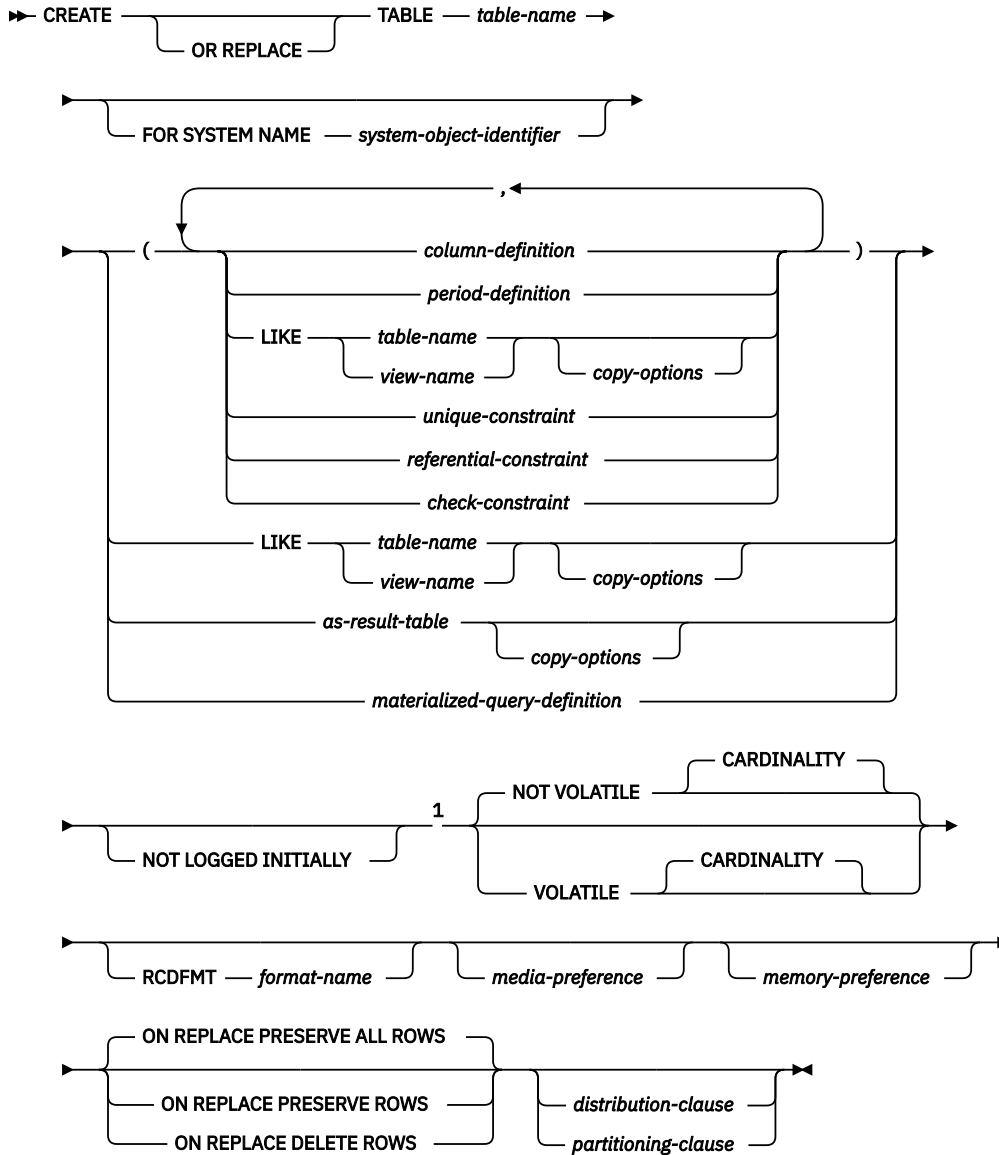 CREATE TABLE table-name
OR REPLACE
FOR SYSTEM NAME system-object-identifier
,
( column-definition )
period-definition
LIKE table-name
view-name copy-options
unique-constraint
referential-constraint
check-constraint
LIKE table-name
view-name copy-options
as-result-table
copy-options
materialized-query-definition
CARDINALITY
NOT VOLATILE
1
NOT LOGGED INITIALLY CARDINALITY
VOLATILE
RCDFMT format-name media-preference memory-preference
ON REPLACE PRESERVE ALL ROWS
ON REPLACE PRESERVE ROWS distribution-clause
ON REPLACE DELETE ROWS partitioning-clause